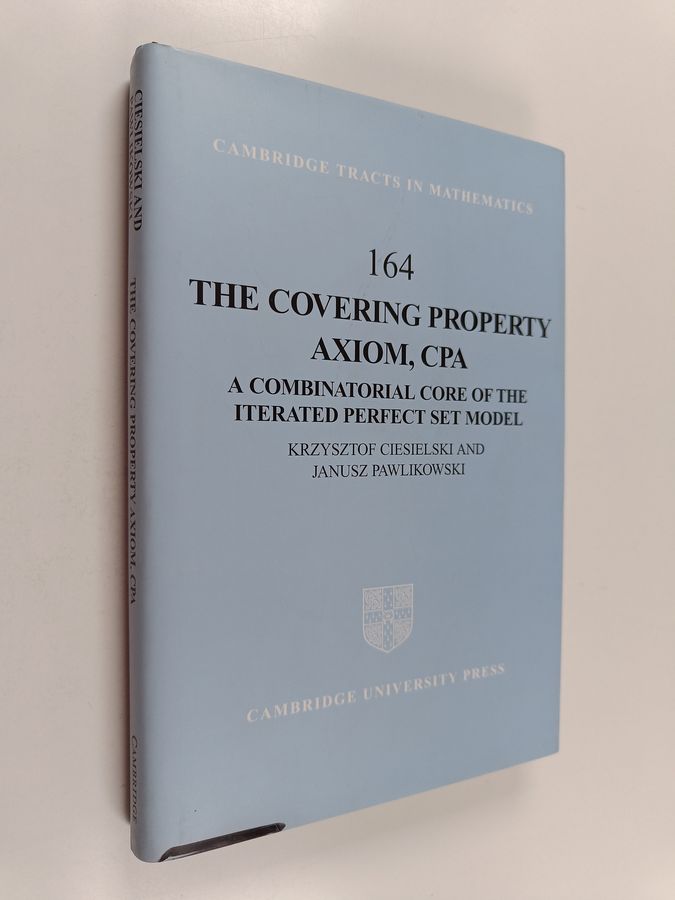 CAMBRIDGE TRACTS IN MATHEMATICS
164
THE COVERING PROPERTY
AXIOM, CPA
A COMBINATORIAL CORE OF THE
ITERATED PERFECT SET MODEL
KRZYSZTOF CIESIELSKI AND
JANUSZ PAWLIKOWSKI
CAMBRIDGE UNIVERSITY PRESS
CIESIELSKI AND
PAWLIKOWSKI
THE COVERING PROPERTY AXIOM, CPA
CAMBRIDGE